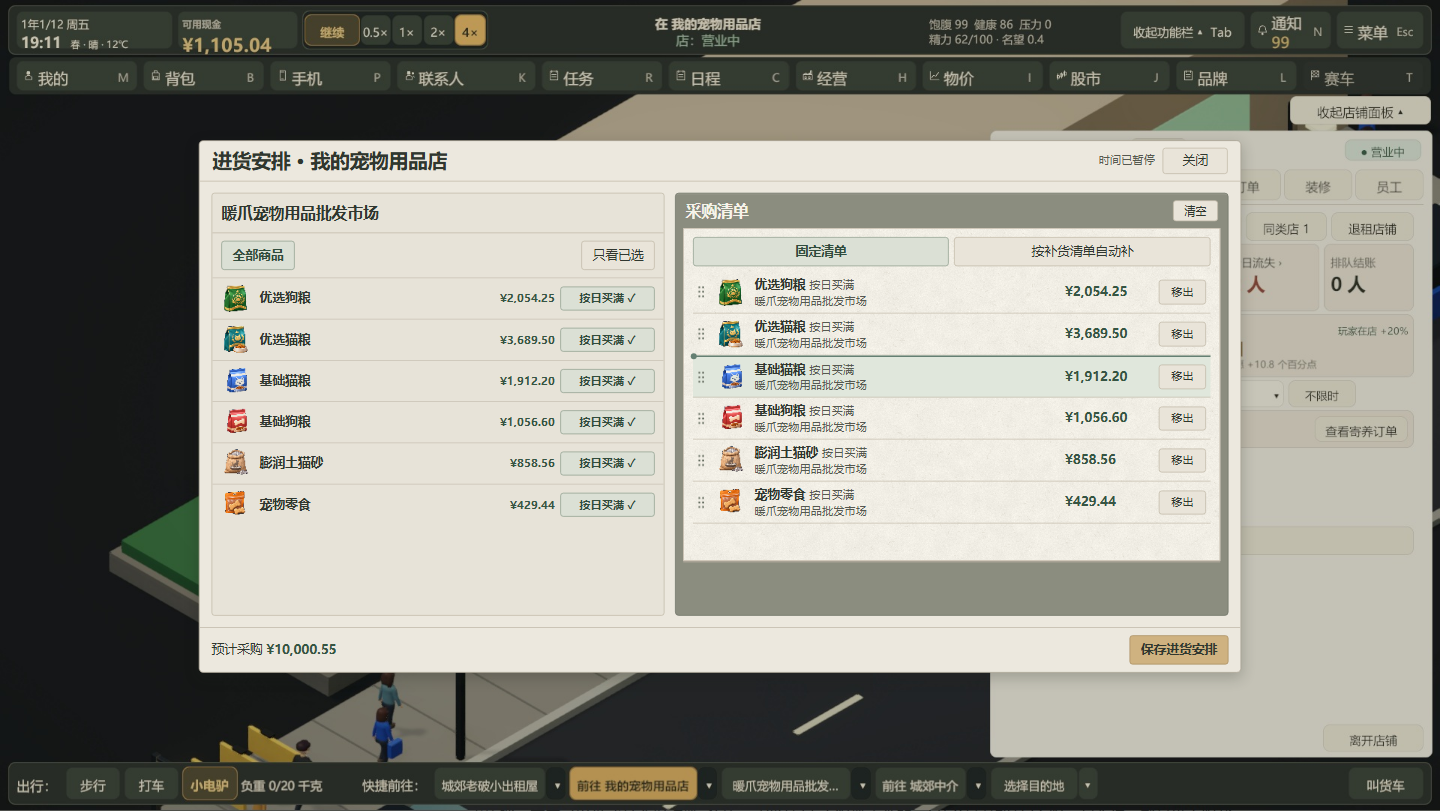 1年1/12 周五
19:11 春 · 晴 · 12℃
可用现金
¥1,105.04
继续 0.5× 1× 2× 4×
在 我的宠物用品店
店：营业中
饱腹 99 健康 86 压力 0
精力 62/100 · 名望 0.4
收起功能栏 ▲ Tab
通知 99 N
菜单 Esc
我的 M
背包 B
手机 P
联系人 K
任务 R
日程 C
经营 H
物价 I
股市 J
品牌 L
赛车 T
收起店铺面板 ▲
进货安排 • 我的宠物用品店
时间已暂停 关闭
暖爪宠物用品批发市场
全部商品 只看已选
优选狗粮 ¥2,054.25 按日买满 ✓
优选猫粮 ¥3,689.50 按日买满 ✓
基础猫粮 ¥1,912.20 按日买满 ✓
基础狗粮 ¥1,056.60 按日买满 ✓
膨润土猫砂 ¥858.56 按日买满 ✓
宠物零食 ¥429.44 按日买满 ✓
采购清单 清空
固定清单 按补货清单自动补
优选狗粮 按日买满
暖爪宠物用品批发市场
¥2,054.25 移出
优选猫粮 按日买满
暖爪宠物用品批发市场
¥3,689.50 移出
基础猫粮 按日买满
暖爪宠物用品批发市场
¥1,912.20 移出
基础狗粮 按日买满
暖爪宠物用品批发市场
¥1,056.60 移出
膨润土猫砂 按日买满
暖爪宠物用品批发市场
¥858.56 移出
宠物零食 按日买满
暖爪宠物用品批发市场
¥429.44 移出
预计采购 ¥10,000.55
保存进货安排
● 营业中
单 装修 员工
同类店 1 退租店铺
日流失 ›
人
排队结账
0 人
玩家在店 +20%
+10.8 个百分点
不限时
查看寄养订单
离开店铺
出行： 步行 打车 小电驴 负重 0/20 千克 快捷前往： 城郊老破小出租屋 ▼ 前往 我的宠物用品店 ▼ 暖爪宠物用品批发... ▼ 前往 城郊中介 ▼ 选择目的地 ▼ 叫货车